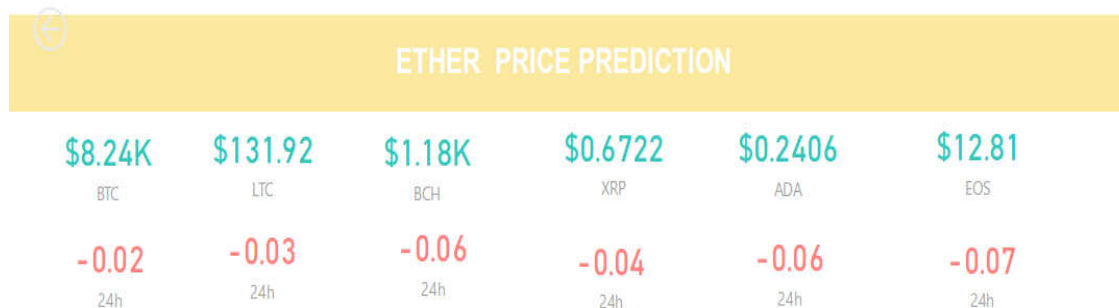 ETHER PRICE PREDICTION
$8.24K $131.92 $1.18K $0.6722 $0.2406 $12.81
BTC LTC BCH XRP ADA EOS
-0.02 -0.03 -0.06 -0.04 -0.06 -0.07
24h 24h 24h 24h 24h 24h